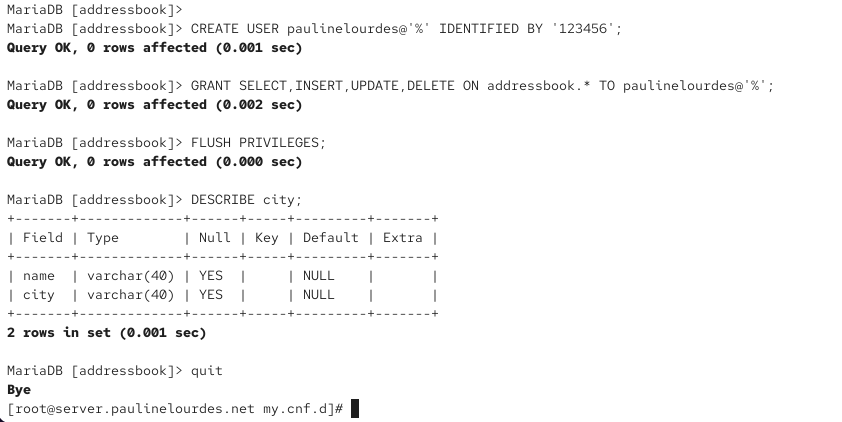 MariaDB [addressbook]>
MariaDB [addressbook]> CREATE USER paulinelourdes@'%' IDENTIFIED BY '123456';
Query OK, 0 rows affected (0.001 sec)
MariaDB [addressbook]> GRANT SELECT,INSERT,UPDATE,DELETE ON addressbook.* TO paulinelourdes@'%';
Query OK, 0 rows affected (0.002 sec)
MariaDB [addressbook]> FLUSH PRIVILEGES;
Query OK, 0 rows affected (0.000 sec)
MariaDB [addressbook]> DESCRIBE city;
+-------+-------------+------+-----+---------+-------+
| Field | Type        | Null | Key | Default | Extra |
+-------+-------------+------+-----+---------+-------+
| name  | varchar(40) | YES  |     | NULL    |       |
| city  | varchar(40) | YES  |     | NULL    |       |
+-------+-------------+------+-----+---------+-------+
2 rows in set (0.001 sec)
MariaDB [addressbook]> quit
Bye
[root@server.paulinelourdes.net my.cnf.d]#